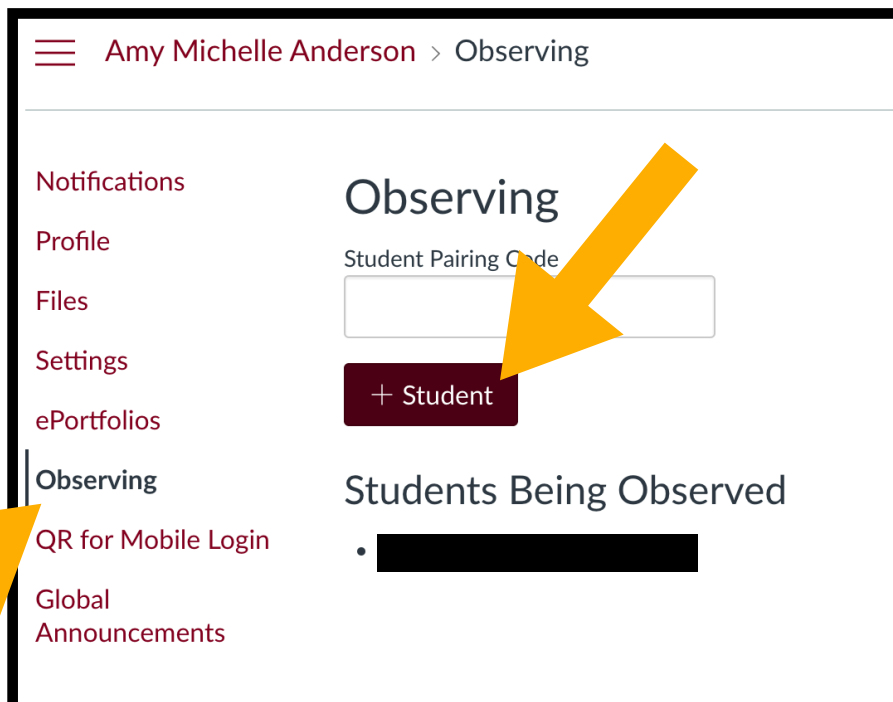 Amy Michelle Anderson > Observing
Notifications
Profile
Files
Settings
ePortfolios
Observing
QR for Mobile Login
Global
Announcements
Observing
Student Pairing Code
+ Student
Students Being Observed